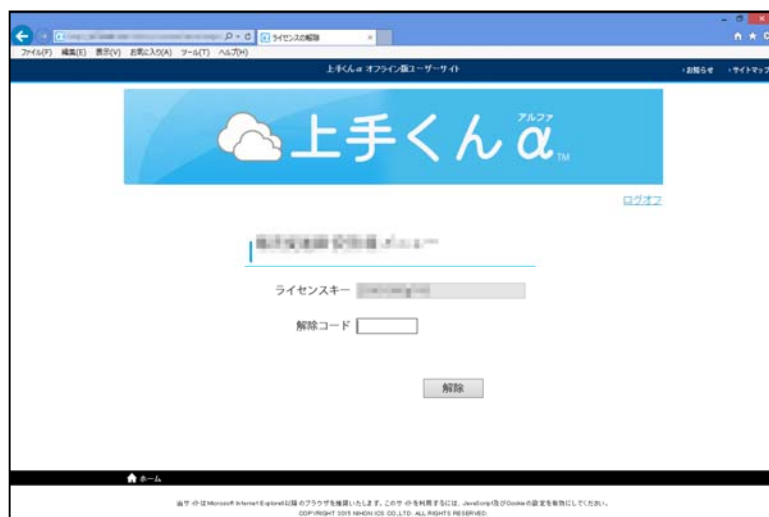 ライセンスの解除
ファイル(F) 編集(E) 表示(V) お気に入り(A) ツール(T) ヘルプ(H)
上手くんα オフライン版ユーザーサイト
お知らせ サイトマップ
アルファ
上手くんα TM
ログオフ
メニュー
ライセンスキー
解除コード
解除
ホーム
当サイトはMicrosoft Internet Explorer8以降のブラウザを推奨いたします。このサイトを利用するには、JavaScript及びCookieの設定を有効にしてください。
COPYRIGHT 2015 NIHON ICS CO.,LTD. ALL RIGHTS RESERVED.